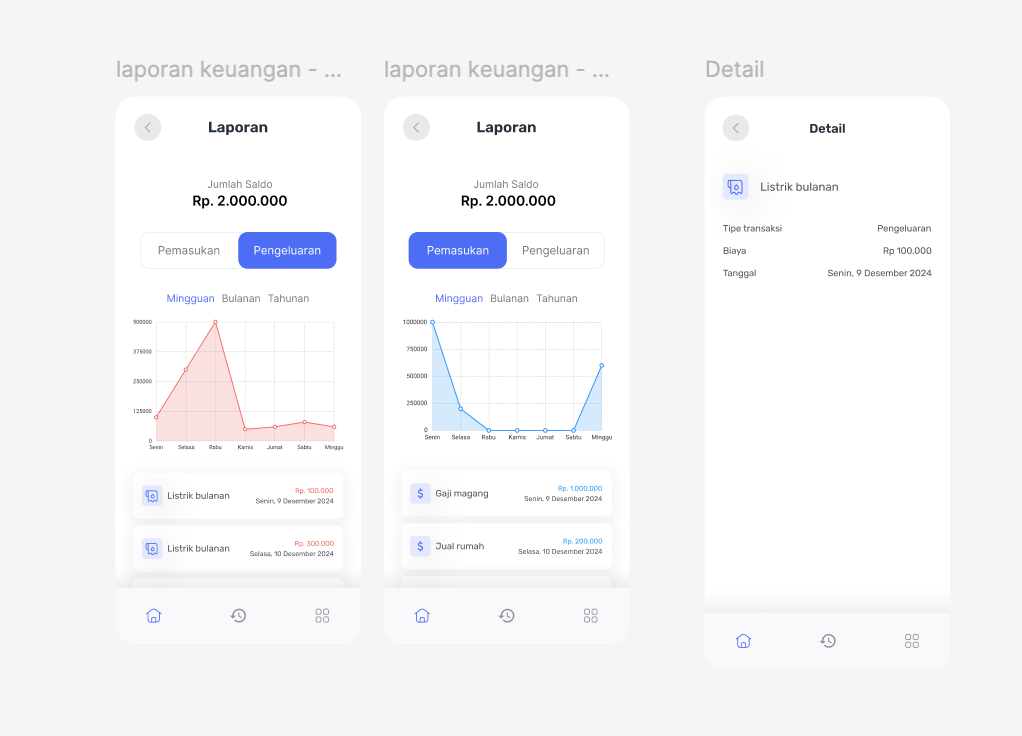 laporan keuangan - ...
Laporan
Jumlah Saldo
Rp. 2.000.000
Pemasukan Pengeluaran
Mingguan Bulanan Tahunan
500000
375000
250000
125000
0
Senin Selasa Rabu Kamis Jumat Sabtu Minggu
Listrik bulanan
Rp. 100.000
Senin, 9 Desember 2024
Listrik bulanan
Rp. 300.000
Selasa, 10 Desember 2024
laporan keuangan - ...
Laporan
Jumlah Saldo
Rp. 2.000.000
Pemasukan Pengeluaran
Mingguan Bulanan Tahunan
1000000
750000
500000
250000
0
Senin Selasa Rabu Kamis Jumat Sabtu Minggu
Gaji magang
Rp. 1.000.000
Senin, 9 Desember 2024
Jual rumah
Rp. 200.000
Selasa, 10 Desember 2024
Detail
Detail
Listrik bulanan
Tipe transaksi Pengeluaran
Biaya Rp 100.000
Tanggal Senin, 9 Desember 2024